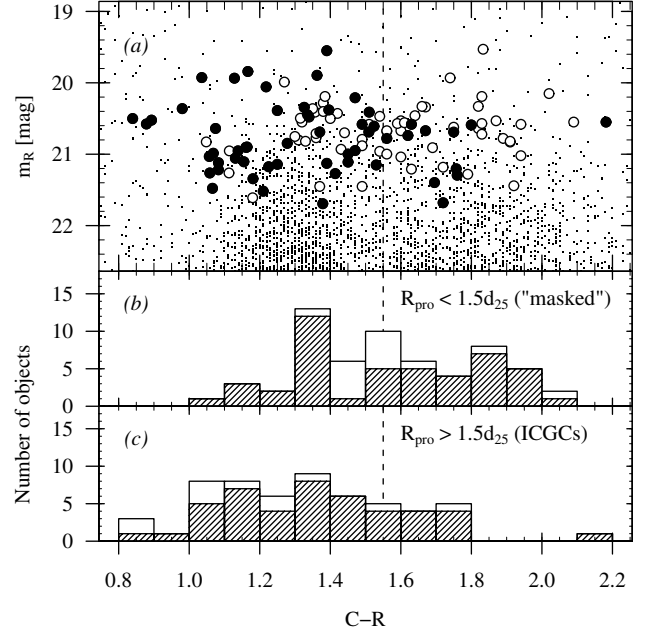 19
(a)
20
m_R [mag]
21
22
15
(b)
R_pro < 1.5d_25 ("masked")
10
5
0
Number of objects
15
(c)
R_pro > 1.5d_25 (ICGCs)
10
5
0
0.8 1.0 1.2 1.4 1.6 1.8 2.0 2.2
C−R